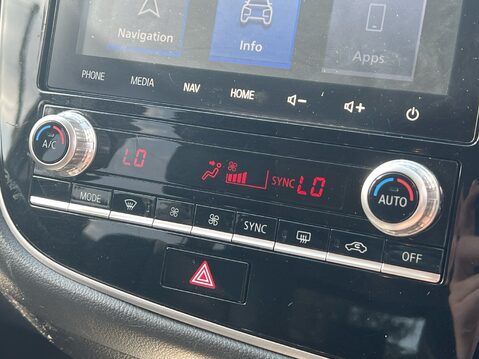 Navigation
Info
Apps
PHONE MEDIA NAV HOME
A/C
LO
SYNC LO
AUTO
MODE
SYNC
OFF